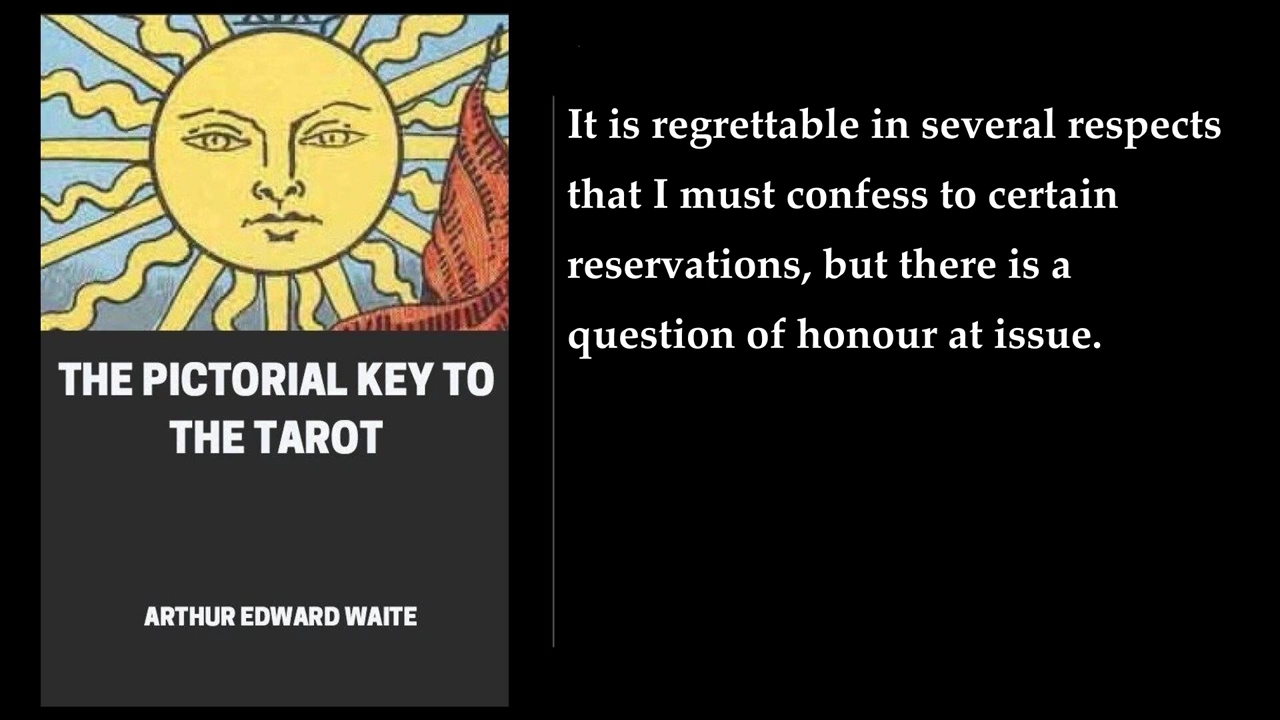 THE PICTORIAL KEY TO
THE TAROT
ARTHUR EDWARD WAITE
It is regrettable in several respects
that I must confess to certain
reservations, but there is a
question of honour at issue.